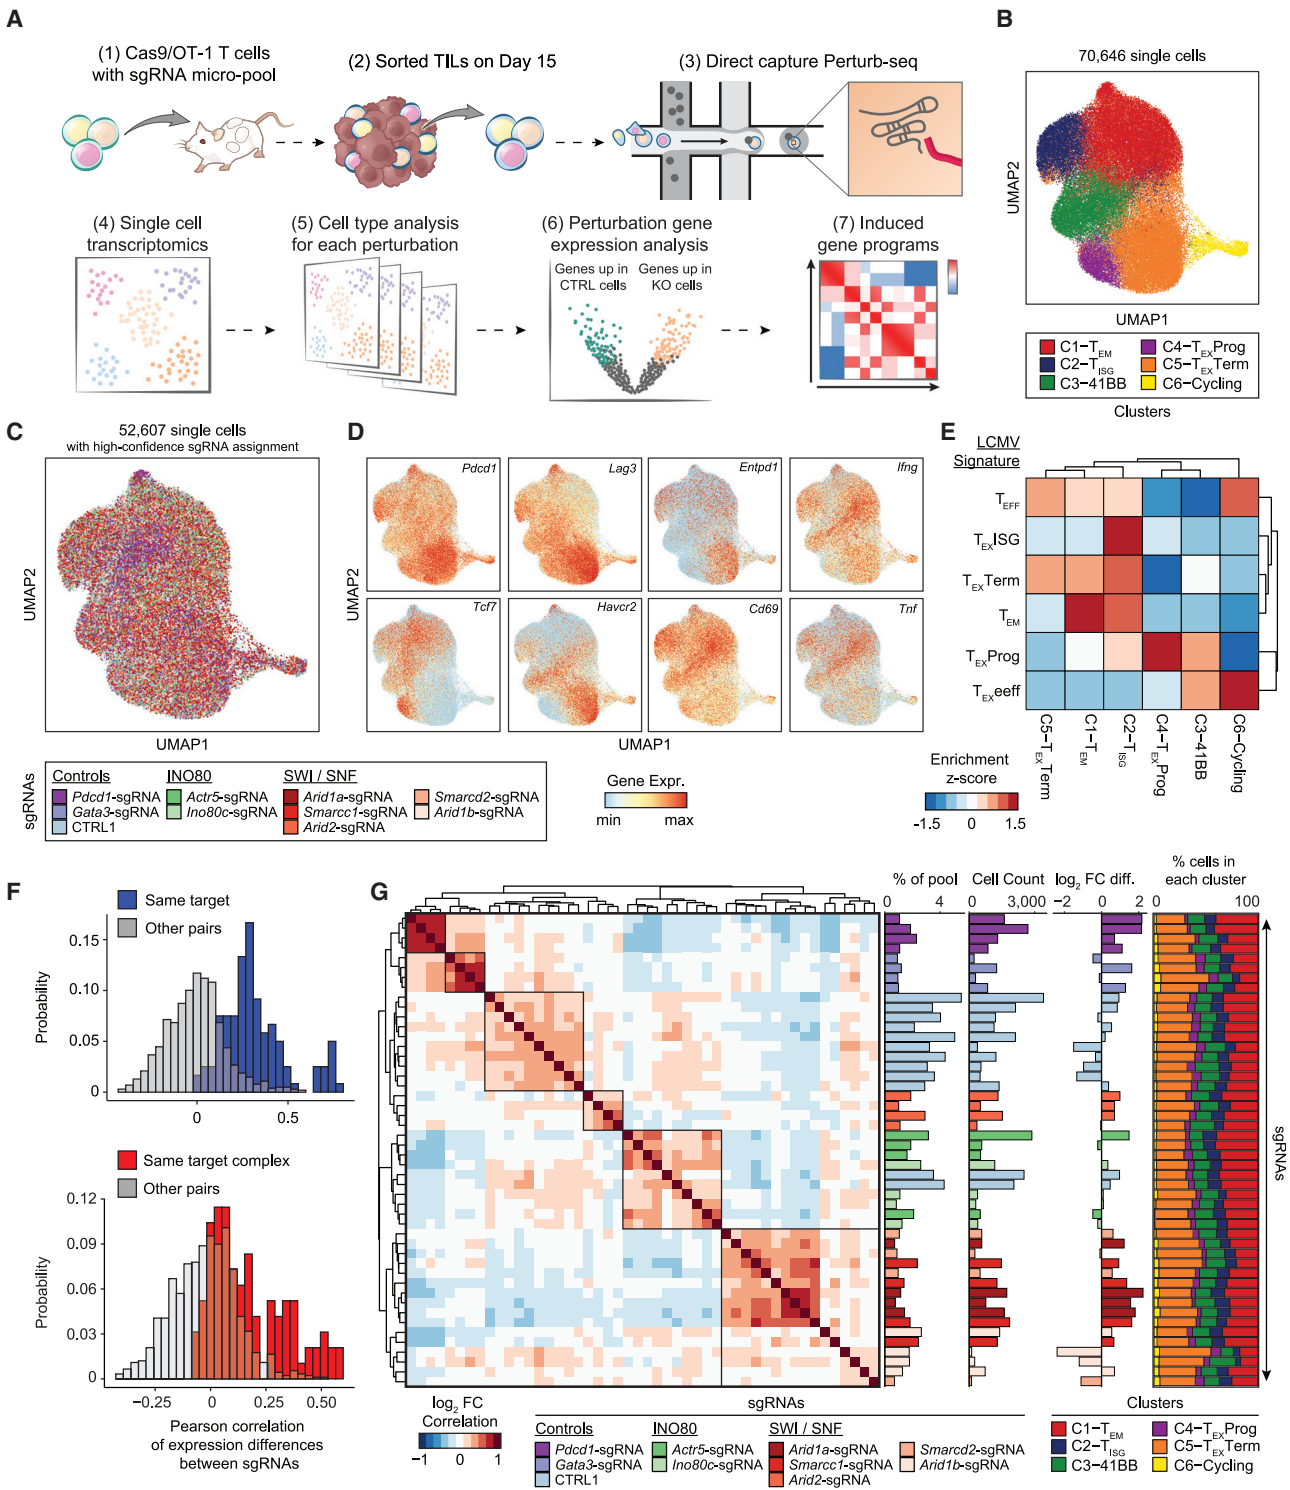 A
(1) Cas9/OT-1 T cells
with sgRNA micro-pool
(2) Sorted TILs on Day 15
(3) Direct capture Perturb-seq
(4) Single cell
transcriptomics
(5) Cell type analysis
for each perturbation
(6) Perturbation gene
expression analysis
Genes up in
CTRL cells
Genes up in
KO cells
(7) Induced
gene programs
B
70,646 single cells
UMAP2
UMAP1
C1−TEM
C2−TISG
C3−41BB
C4−TEXProg
C5−TEXTerm
C6−Cycling
Clusters
C
52,607 single cells
with high-confidence sgRNA assignment
UMAP2
UMAP1
sgRNAs
Controls
Pdcd1-sgRNA
Gata3-sgRNA
CTRL1
INO80
Actr5-sgRNA
Ino80c-sgRNA
SWI / SNF
Arid1a-sgRNA
Smarcc1-sgRNA
Arid2-sgRNA
Smarcd2-sgRNA
Arid1b-sgRNA
D
Pdcd1
Lag3
Entpd1
Ifng
Tcf7
Havcr2
Cd69
Tnf
UMAP2
UMAP1
Gene Expr.
min
max
E
LCMV
Signature
TEFF
TEXISG
TEXTerm
TEM
TEXProg
TEXeeff
C5−TEXTerm
C1−TEM
C2−TISG
C4−TEXProg
C3−41BB
C6−Cycling
Enrichment
z-score
-1.5 0 1.5
F
Same target
Other pairs
Probability
0.15
0.10
0.05
0
0 0.5
Same target complex
Other pairs
Probability
0.12
0.09
0.06
0.03
0
−0.25 0 0.25 0.50
Pearson correlation
of expression differences
between sgRNAs
G
% of pool
0 4
Cell Count
0 3,000
log2 FC diff.
−2 0 2
% cells in
each cluster
0 100
sgRNAs
sgRNAs
log2 FC
Correlation
−1 0 1
Controls
Pdcd1-sgRNA
Gata3-sgRNA
CTRL1
INO80
Actr5-sgRNA
Ino80c-sgRNA
SWI / SNF
Arid1a-sgRNA
Smarcc1-sgRNA
Arid2-sgRNA
Smarcd2-sgRNA
Arid1b-sgRNA
Clusters
C1−TEM
C2−TISG
C3−41BB
C4−TEXProg
C5−TEXTerm
C6−Cycling